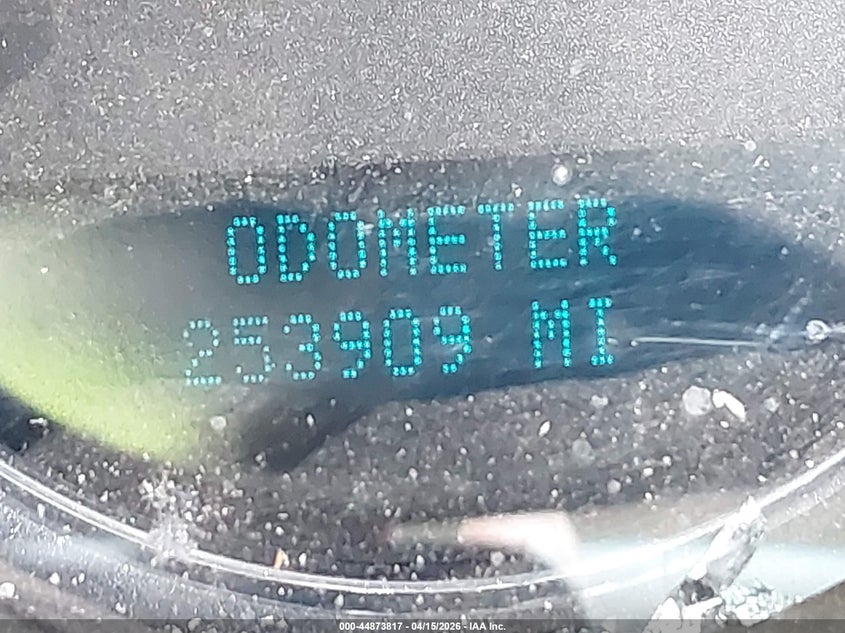 ODOMETER
253909 MI
000-44873817 - 04/15/2026 - IAA Inc.